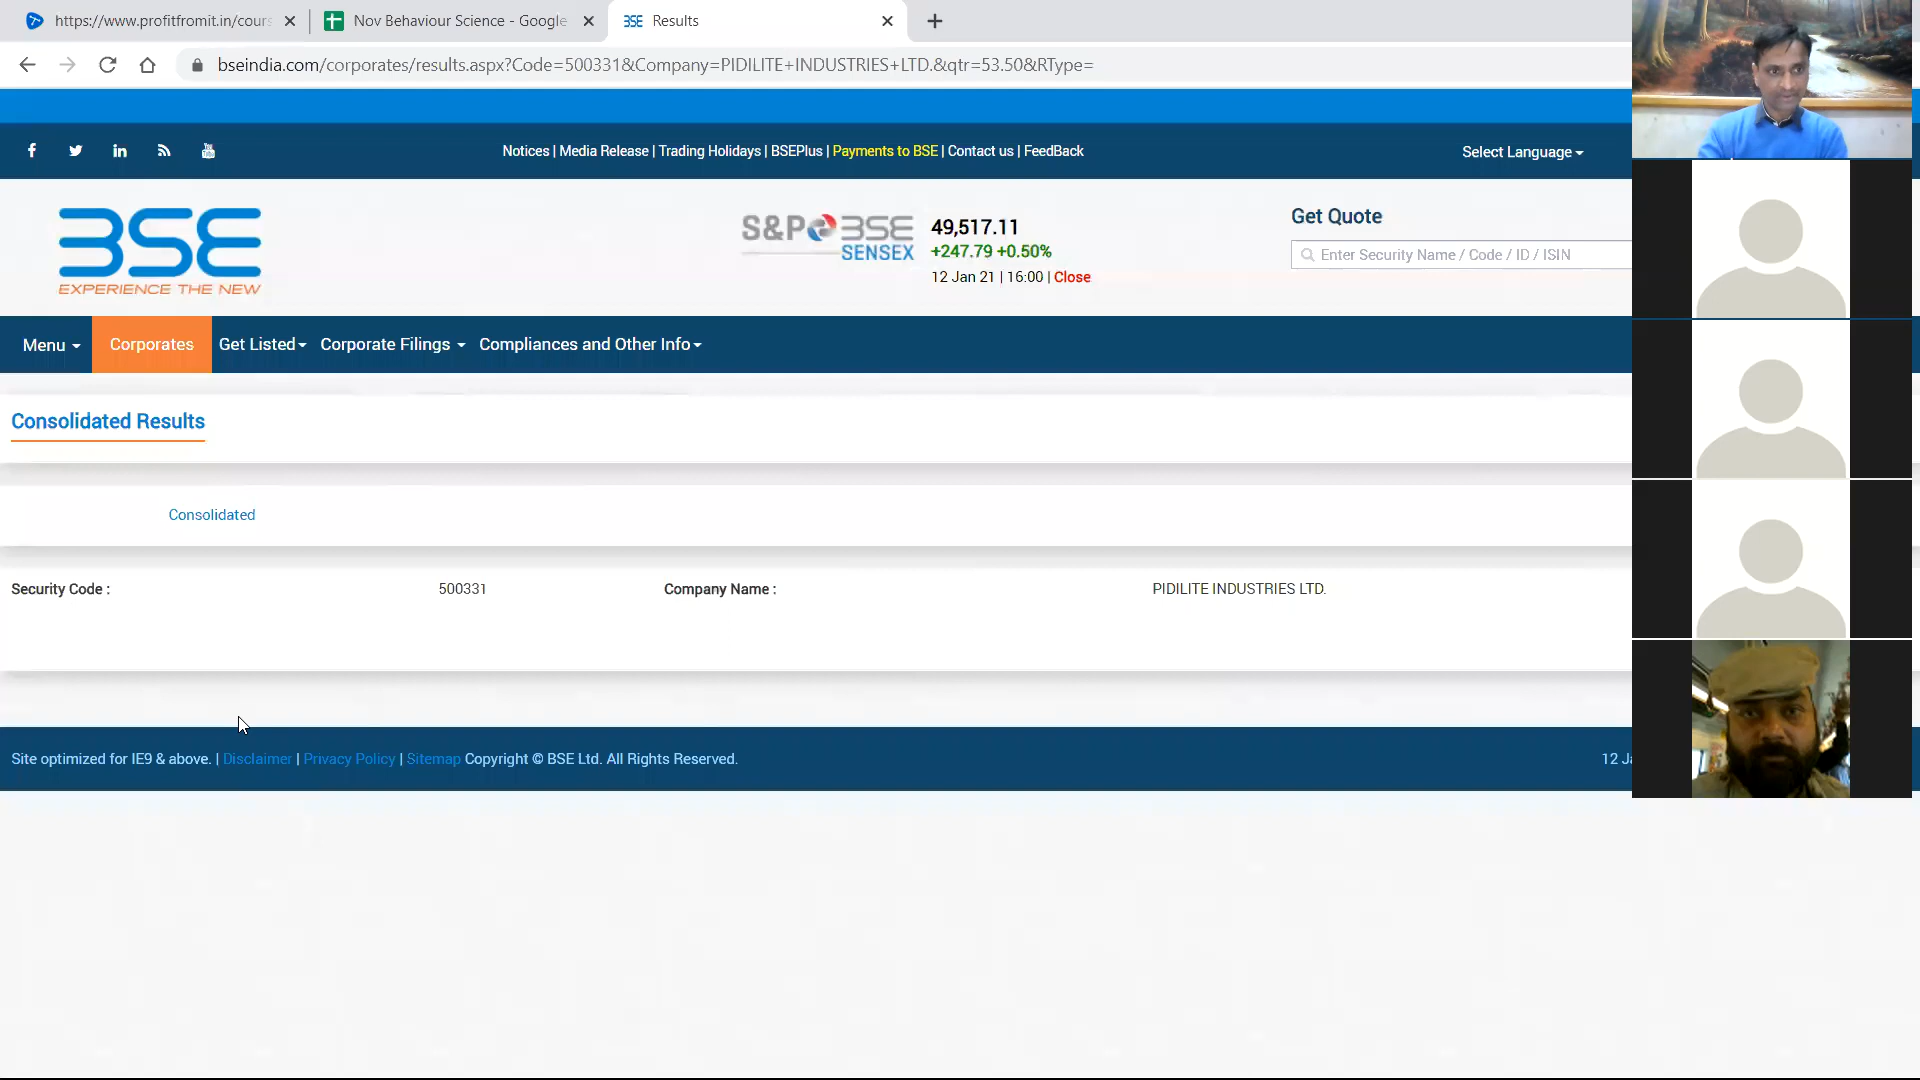 https://www.profitfromit.in/cours
Nov Behaviour Science - Google
BSE Results
bseindia.com/corporates/results.aspx?Code=500331&Company=PIDILITE+INDUSTRIES+LTD.&qtr=53.50&RType=
Notices | Media Release | Trading Holidays | BSEPlus | Payments to BSE | Contact us | FeedBack
Select Language
BSE
EXPERIENCE THE NEW
S&P BSE
SENSEX
49,517.11
+247.79 +0.50%
12 Jan 21 | 16:00 | Close
Get Quote
Enter Security Name / Code / ID / ISIN
Menu Corporates Get Listed Corporate Filings Compliances and Other Info
Consolidated Results
Consolidated
Security Code : 500331 Company Name : PIDILITE INDUSTRIES LTD.
Site optimized for IE9 & above. | Disclaimer | Privacy Policy | Sitemap Copyright © BSE Ltd. All Rights Reserved.
12 Ja